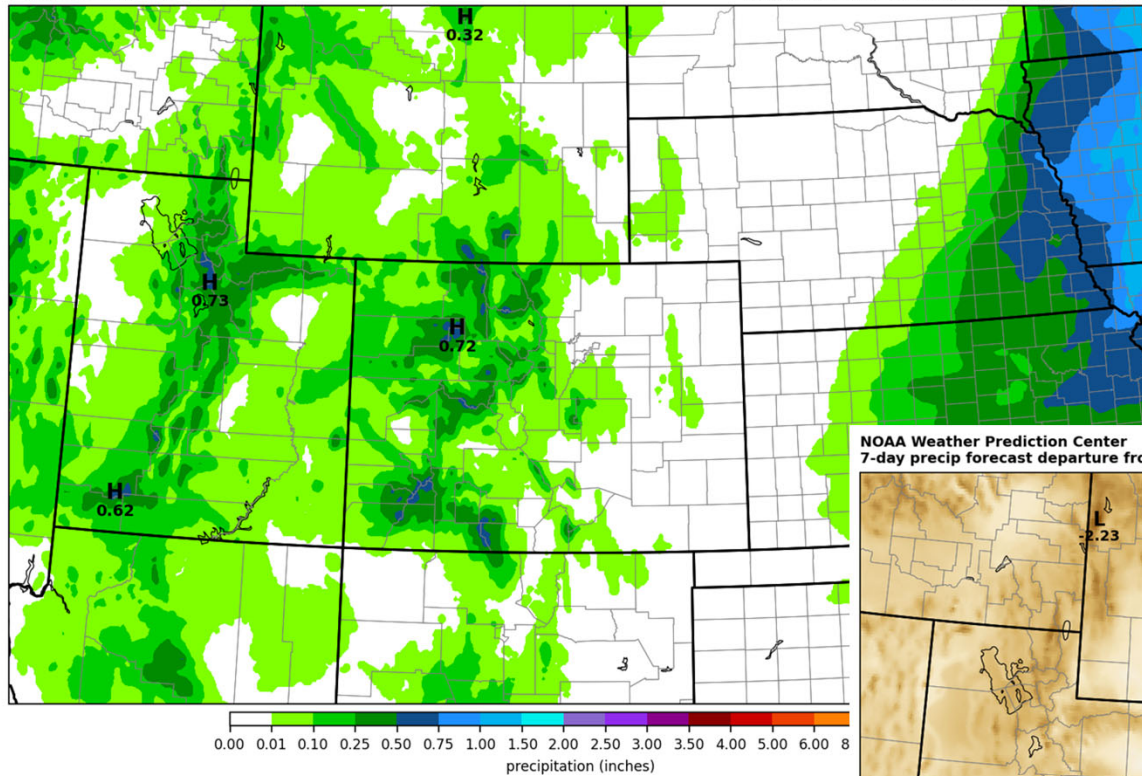 H
0.32
H
0.73
H
0.72
H
0.62
NOAA Weather Prediction Center
7-day precip forecast departure fro
L
-2.23
0.00 0.01 0.10 0.25 0.50 0.75 1.00 1.50 2.00 2.50 3.00 3.50 4.00 5.00 6.00 8
precipitation (inches)